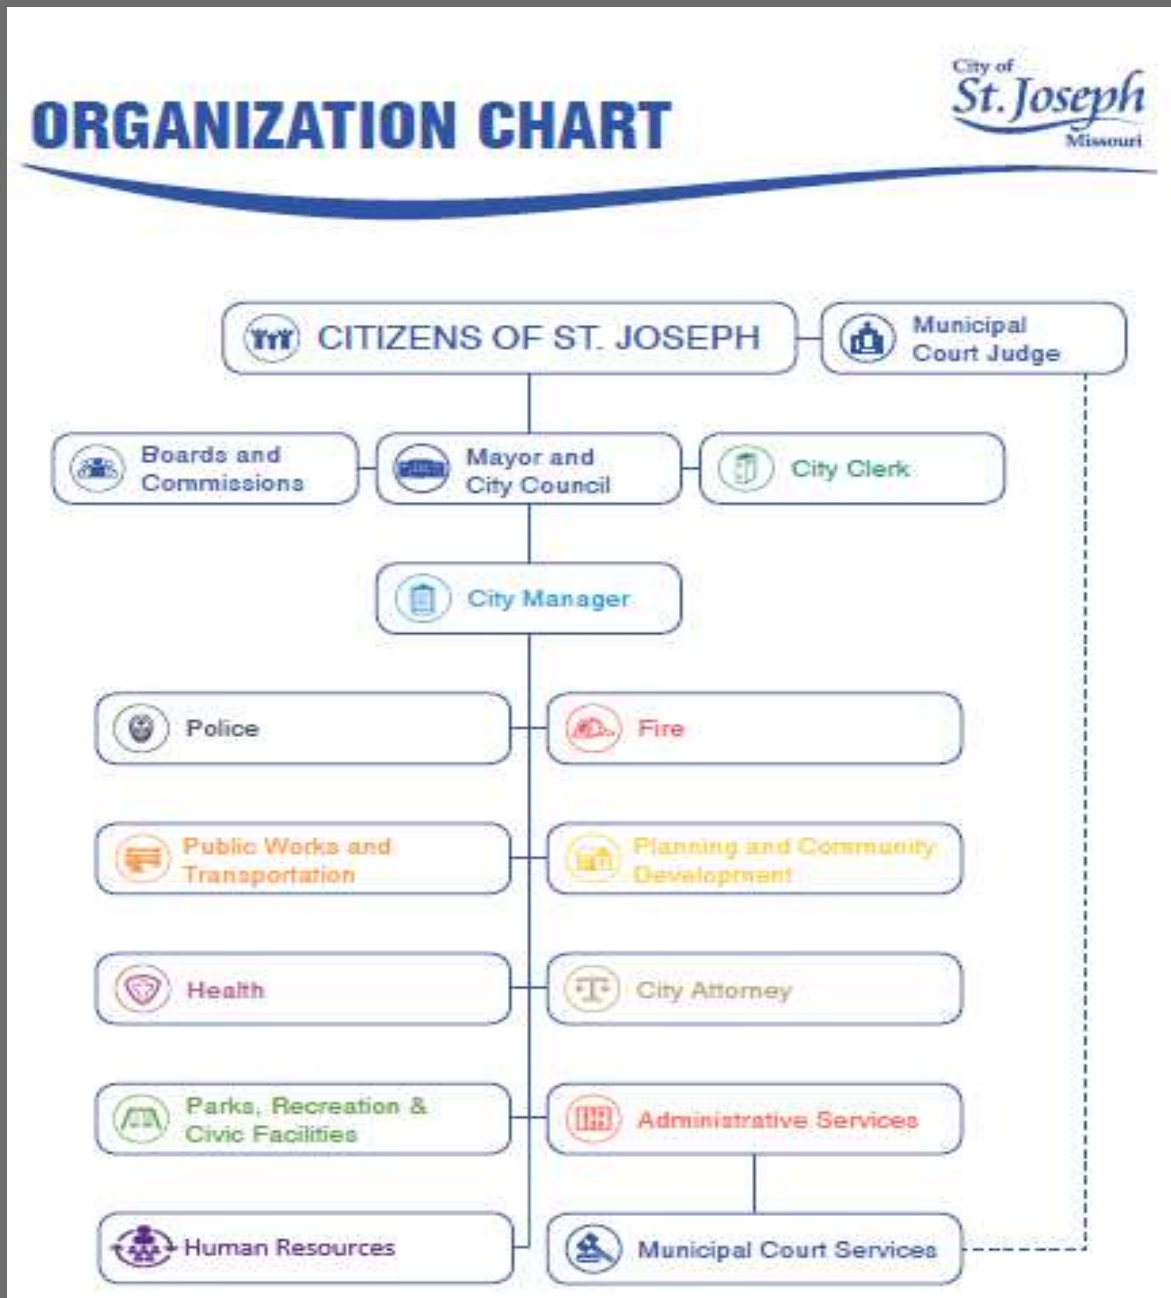 City of
St. Joseph
Missouri
ORGANIZATION CHART
CITIZENS OF ST. JOSEPH
Municipal
Court Judge
Boards and
Commissions
Mayor and
City Council
City Clerk
City Manager
Police
Fire
Public Works and
Transportation
Planning and Community
Development
Health
City Attorney
Parks, Recreation &
Civic Facilities
Administrative Services
Human Resources
Municipal Court Services